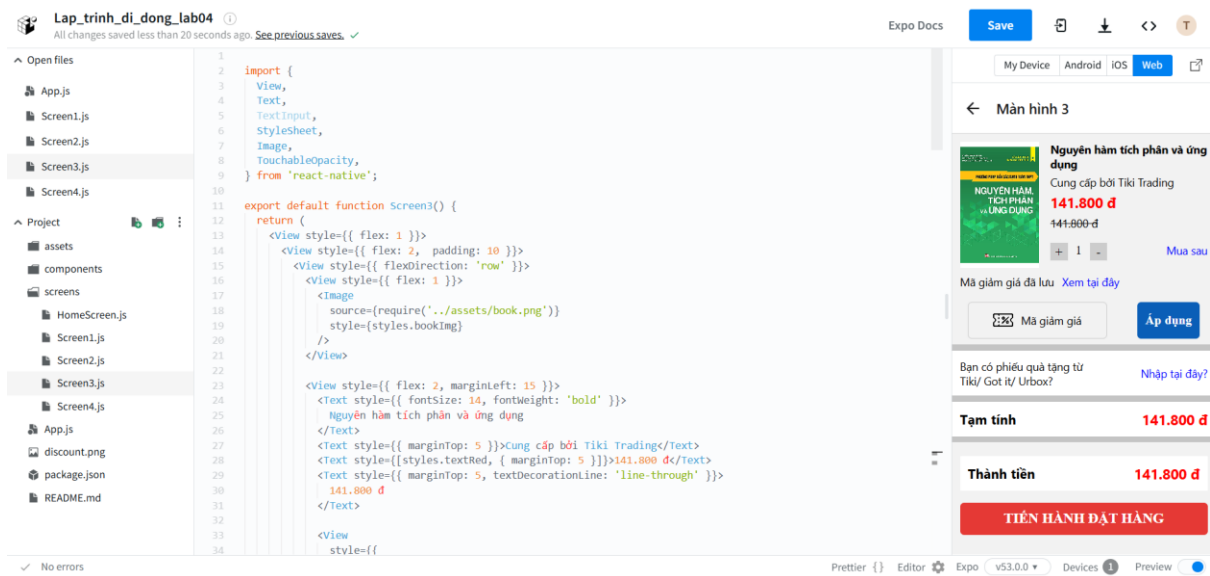 Lap_trinh_di_dong_lab04
All changes saved less than 20 seconds ago. See previous saves.
Expo Docs
Save
T
Open files
App.js
Screen1.js
Screen2.js
Screen3.js
Screen4.js
Project
assets
components
screens
HomeScreen.js
Screen1.js
Screen2.js
Screen3.js
Screen4.js
App.js
discount.png
package.json
README.md
1
2 import {
3 View,
4 Text,
5 TextInput,
6 StyleSheet,
7 Image,
8 TouchableOpacity,
9 } from 'react-native';
10
11 export default function Screen3() {
12 return (
13 <View style={{ flex: 1 }}>
14 <View style={{ flex: 2, padding: 10 }}>
15 <View style={{ flexDirection: 'row' }}>
16 <View style={{ flex: 1 }}>
17 <Image
18 source={require('../assets/book.png')}
19 style={styles.bookImg}
20 />
21 </View>
22
23 <View style={{ flex: 2, marginLeft: 15 }}>
24 <Text style={{ fontSize: 14, fontWeight: 'bold' }}>
25 Nguyên hàm tích phân và ứng dụng
26 </Text>
27 <Text style={{ marginTop: 5 }}>Cung cấp bởi Tiki Trading</Text>
28 <Text style={[styles.textRed, { marginTop: 5 }]}>141.800 đ</Text>
29 <Text style={{ marginTop: 5, textDecorationLine: 'line-through' }}>
30 141.800 đ
31 </Text>
32
33 <View
34 style={{
My Device Android iOS Web
Màn hình 3
NGUYÊN HÀM,
TÍCH PHÂN
VÀ ỨNG DỤNG
Nguyên hàm tích phân và ứng
dụng
Cung cấp bởi Tiki Trading
141.800 đ
141.800 đ
+ 1 - Mua sau
Mã giảm giá đã lưu Xem tại đây
Mã giảm giá
Áp dụng
Bạn có phiếu quà tặng từ
Tiki/ Got it/ Urbox?
Nhập tại đây?
Tạm tính 141.800 đ
Thành tiền 141.800 đ
TIẾN HÀNH ĐẶT HÀNG
No errors
Prettier {} Editor Expo v53.0.0 Devices 1 Preview